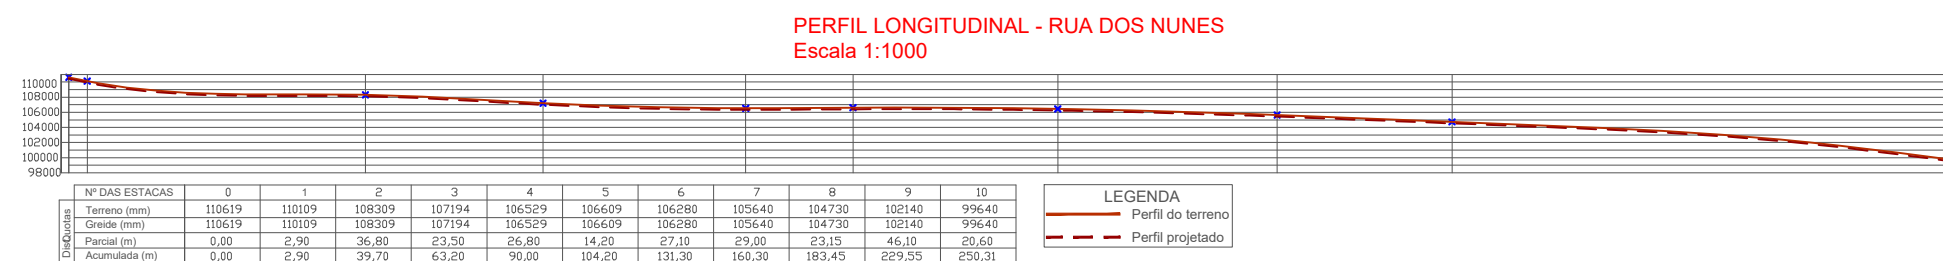 PERFIL LONGITUDINAL - RUA DOS NUNES
Escala 1:1000
110000
108000
106000
104000
102000
100000
98000
Nº DAS ESTACAS 0 1 2 3 4 5 6 7 8 9 10
Quotas
Terreno (mm) 110619 110109 108309 107194 106529 106609 106280 105640 104730 102140 99640
Greide (mm) 110619 110109 108309 107194 106529 106609 106280 105640 104730 102140 99640
Parcial (m) 0,00 2,90 36,80 23,50 26,80 14,20 27,10 29,00 23,15 46,10 20,60
Acumulada (m) 0,00 2,90 39,70 63,20 90,00 104,20 131,30 160,30 183,45 229,55 250,31
LEGENDA
Perfil do terreno
Perfil projetado